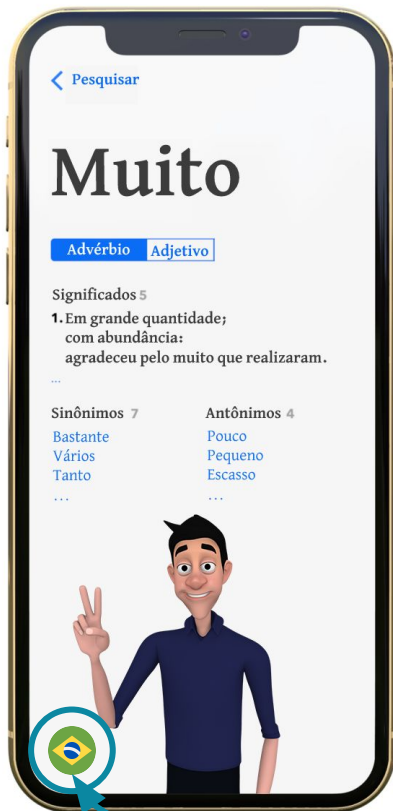 Pesquisar
Muito
Advérbio Adjetivo
Significados 5
1. Em grande quantidade;
com abundância:
agradeceu pelo muito que realizaram.
...
Sinônimos 7 Antônimos 4
Bastante Pouco
Vários Pequeno
Tanto Escasso
... ...